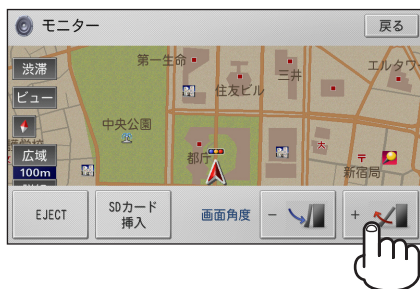 モニター
戻る
渋滞
第一生命
エルタワ
三井
ビュー
住友ビル
中央公園
広域
都庁
〒
新宿局
100m
EJECT
SDカード
挿入
画面角度
-
+